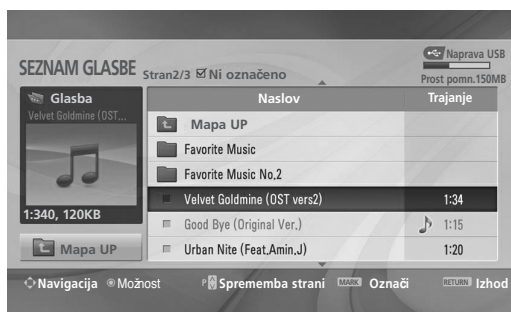 SEZNAM GLASBE Stran2/3 Ni označeno
Naprava USB
Prost pomn.150MB
Glasba
Velvet Goldmine (OST...
1:340, 120KB
Mapa UP
Naslov Trajanje
Mapa UP
Favorite Music
Favorite Music No.2
Velvet Goldmine (OST vers2) 1:34
Good Bye (Original Ver.) 1:15
Urban Nite (Feat.Amin.J) 1:20
Navigacija Možnost P Sprememba strani MARK Označi RETURN Izhod